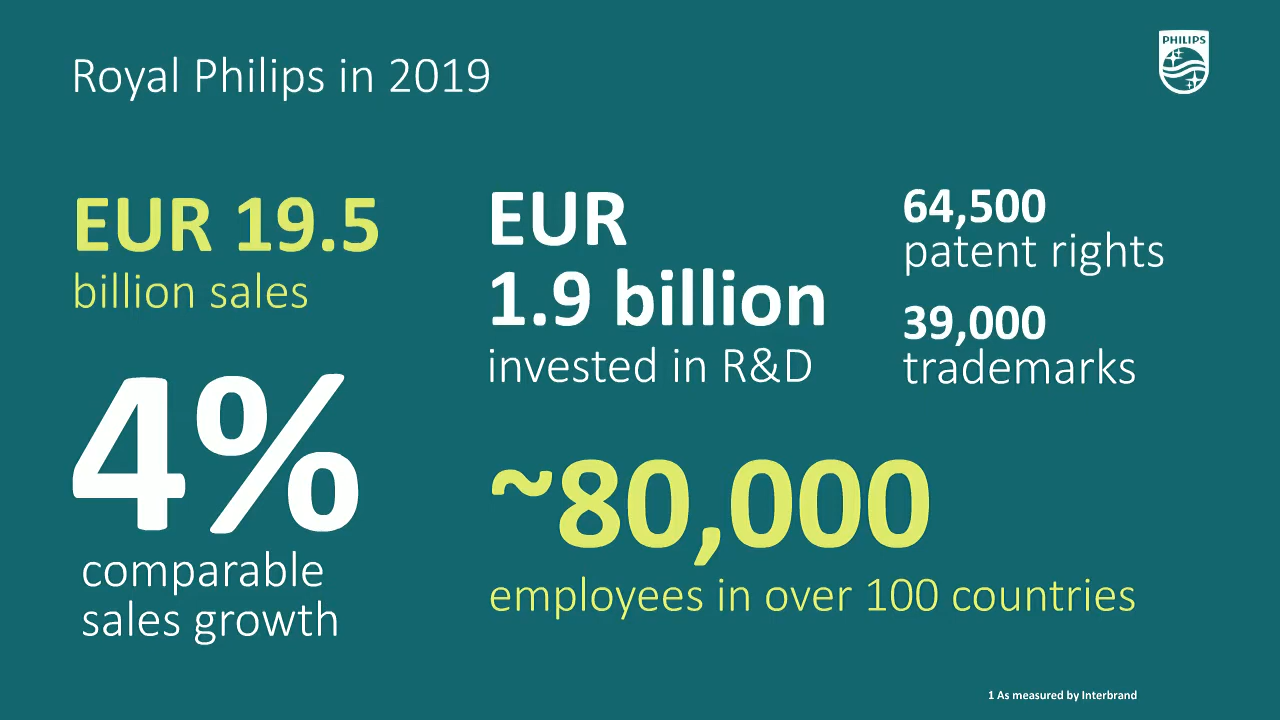 Royal Philips in 2019
PHILIPS
EUR 19.5
billion sales
4%
comparable
sales growth
EUR
1.9 billion
invested in R&D
64,500
patent rights
39,000
trademarks
~80,000
employees in over 100 countries
1 As measured by Interbrand